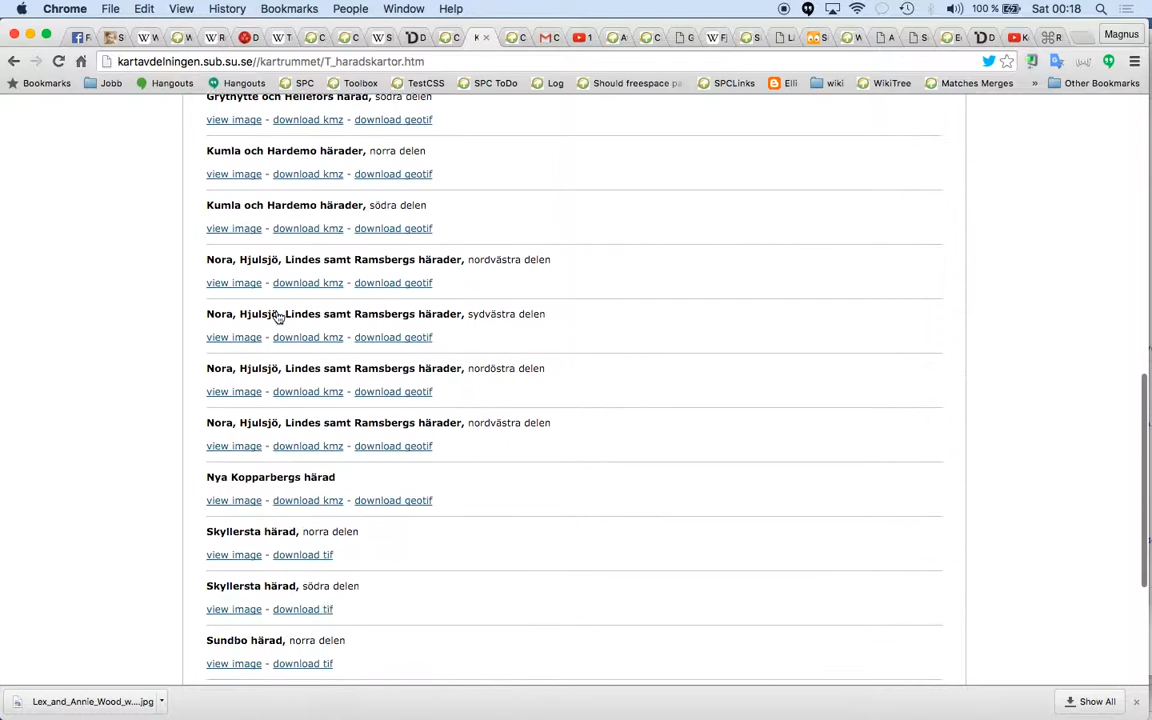 Chrome File Edit View History Bookmarks People Window Help 100 % Sat 00:18
Magnus
kartavdelningen.sub.su.se//kartrummet/T_haradskartor.htm
Bookmarks Jobb Hangouts Hangouts SPC Toolbox TestCSS SPC ToDo Log Should freespace SPCLinks Elli wiki WikiTree Matches Merges » Other Bookmarks
Grythytte och Hellefors härad, södra delen
view image - download kmz - download geotif
Kumla och Hardemo härader, norra delen
view image - download kmz - download geotif
Kumla och Hardemo härader, södra delen
view image - download kmz - download geotif
Nora, Hjulsjö, Lindes samt Ramsbergs härader, nordvästra delen
view image - download kmz - download geotif
Nora, Hjulsjö, Lindes samt Ramsbergs härader, sydvästra delen
view image - download kmz - download geotif
Nora, Hjulsjö, Lindes samt Ramsbergs härader, nordöstra delen
view image - download kmz - download geotif
Nora, Hjulsjö, Lindes samt Ramsbergs härader, nordvästra delen
view image - download kmz - download geotif
Nya Kopparbergs härad
view image - download kmz - download geotif
Skyllersta härad, norra delen
view image - download tif
Skyllersta härad, södra delen
view image - download tif
Sundbo härad, norra delen
view image - download tif
Lex_and_Annie_Wood_w....jpg
Show All